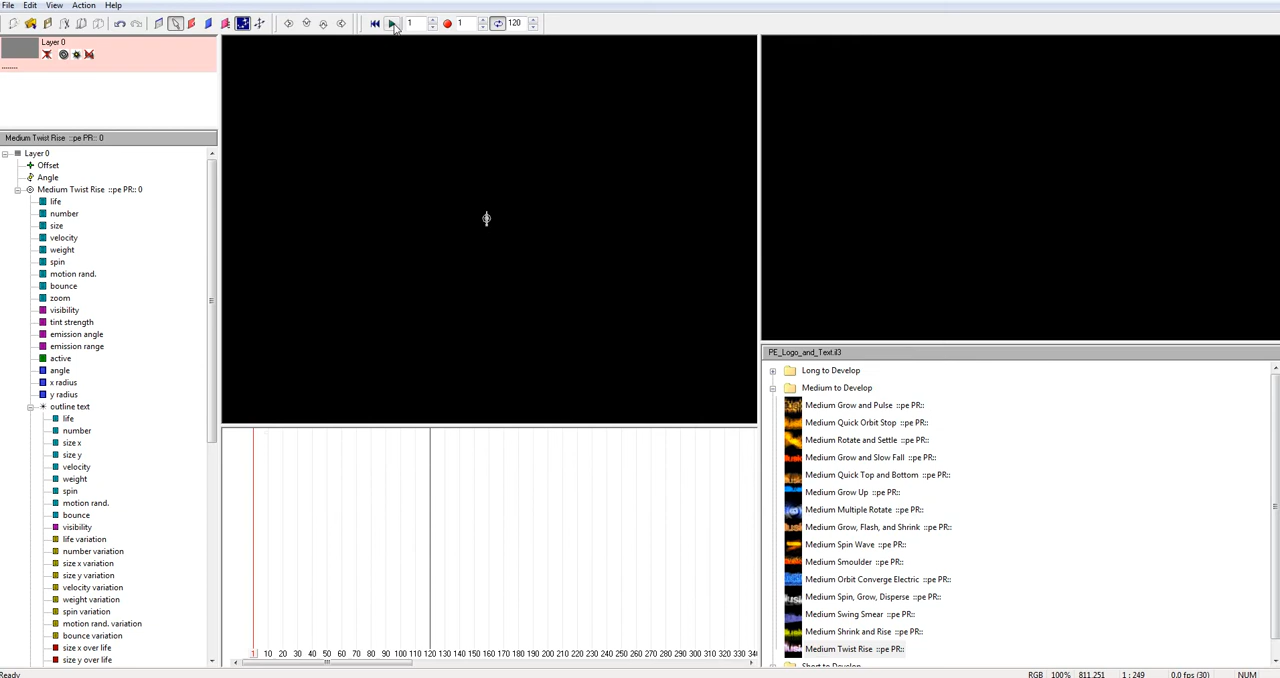 File Edit View Action Help
1 1 120
Layer 0
Medium Twist Rise ::pe PR:: 0
Layer 0
Offset
Angle
Medium Twist Rise ::pe PR:: 0
life
number
size
velocity
weight
spin
motion rand.
bounce
zoom
visibility
tint strength
emission angle
emission range
active
angle
x radius
y radius
outline text
life
number
size x
size y
velocity
weight
spin
motion rand.
bounce
visibility
life variation
number variation
size x variation
size y variation
velocity variation
weight variation
spin variation
motion rand. variation
bounce variation
size x over life
size y over life
1 10 20 30 40 50 60 70 80 90 100 110 120 130 140 150 160 170 180 190 200 210 220 230 240 250 260 270 280 290 300 310 320 330 34
PE_Logo_and_Text.il3
Long to Develop
Medium to Develop
Medium Grow and Pulse ::pe PR::
Medium Quick Orbit Stop ::pe PR::
Medium Rotate and Settle ::pe PR::
Medium Grow and Slow Fall ::pe PR::
Medium Quick Top and Bottom ::pe PR::
Medium Grow Up ::pe PR::
Medium Multiple Rotate ::pe PR::
Medium Grow, Flash, and Shrink ::pe PR::
Medium Spin Wave ::pe PR::
Medium Smoulder ::pe PR::
Medium Orbit Converge Electric ::pe PR::
Medium Spin, Grow, Disperse ::pe PR::
Medium Swing Smear ::pe PR::
Medium Shrink and Rise ::pe PR::
Medium Twist Rise ::pe PR::
Short to Develop
Ready RGB 100% 811,251 1 : 249 0.0 fps (30) NUM